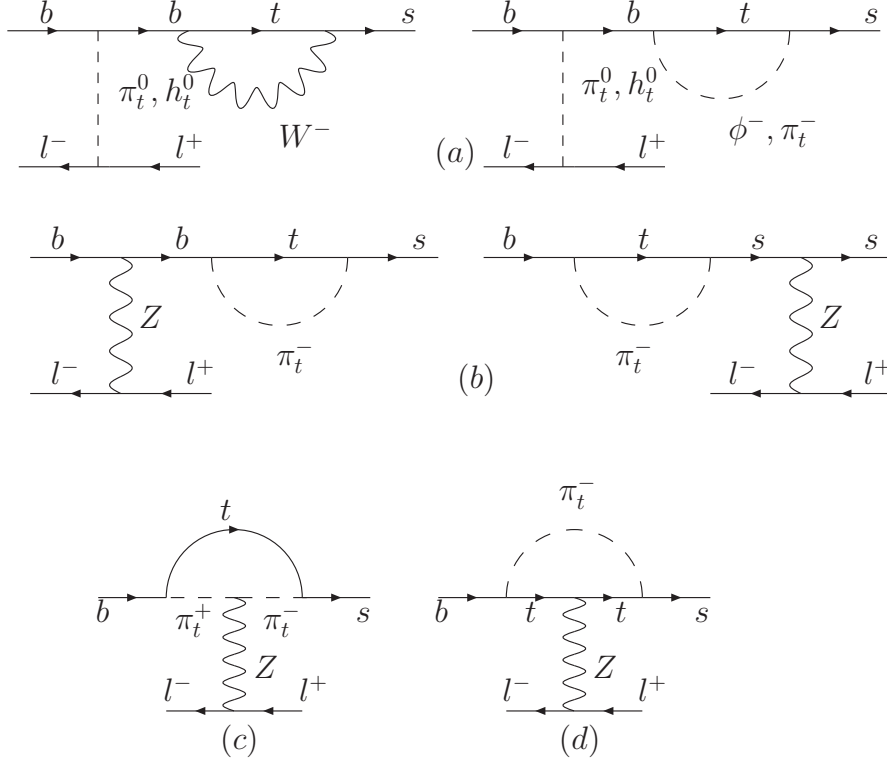 b b t s b b t s
π_t^0, h_t^0 π_t^0, h_t^0
W^- φ^-, π_t^-
l^- l^+ (a) l^- l^+
b b t s b t s s
Z Z
π_t^- π_t^-
l^- l^+ (b) l^- l^+
π_t^-
t
b π_t^+ π_t^- s b t t s
Z Z
l^- l^+ l^- l^+
(c) (d)